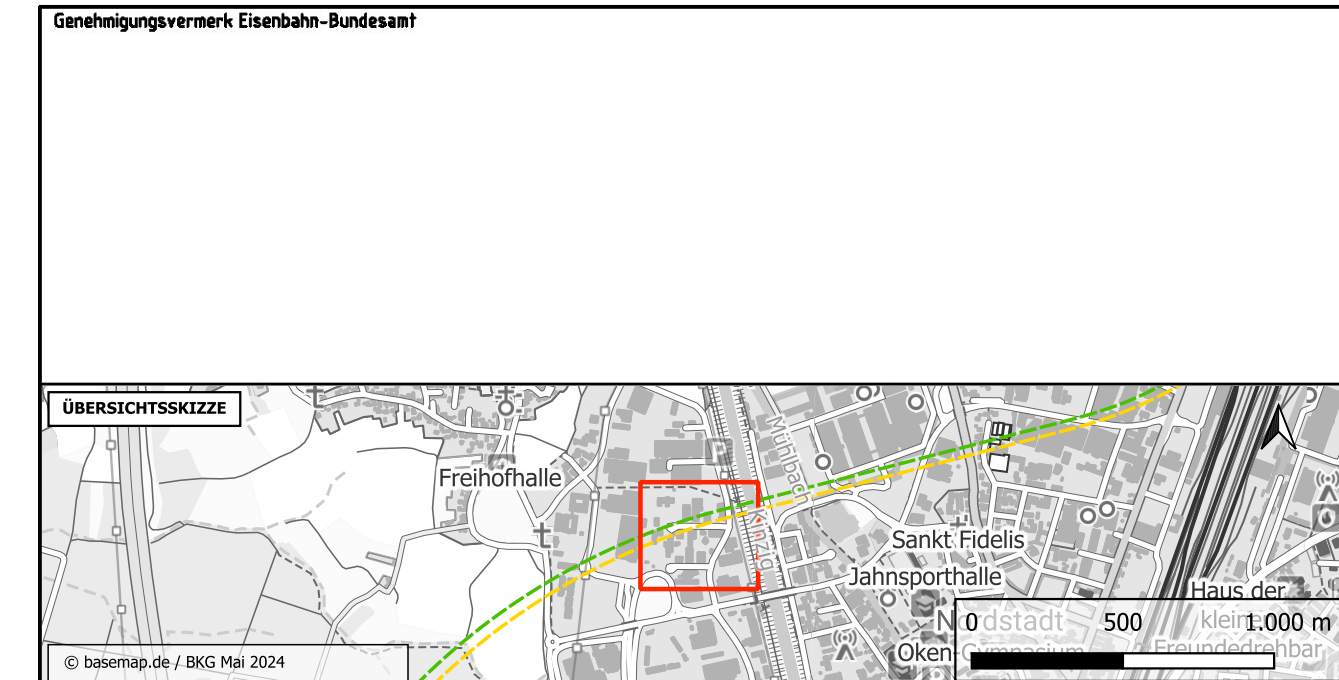 Genehmigungsvermerk Eisenbahn-Bundesamt
ÜBERSICHTSSKIZZE
Mühlbach
P
Freihofhalle
Kinzig
Sankt Fidelis
Jahnsporthalle
Haus der
kleinen
Nordstadt
0 500 1.000 m
Oken-Gymnasium
Freundedrehbar
© basemap.de / BKG Mai 2024